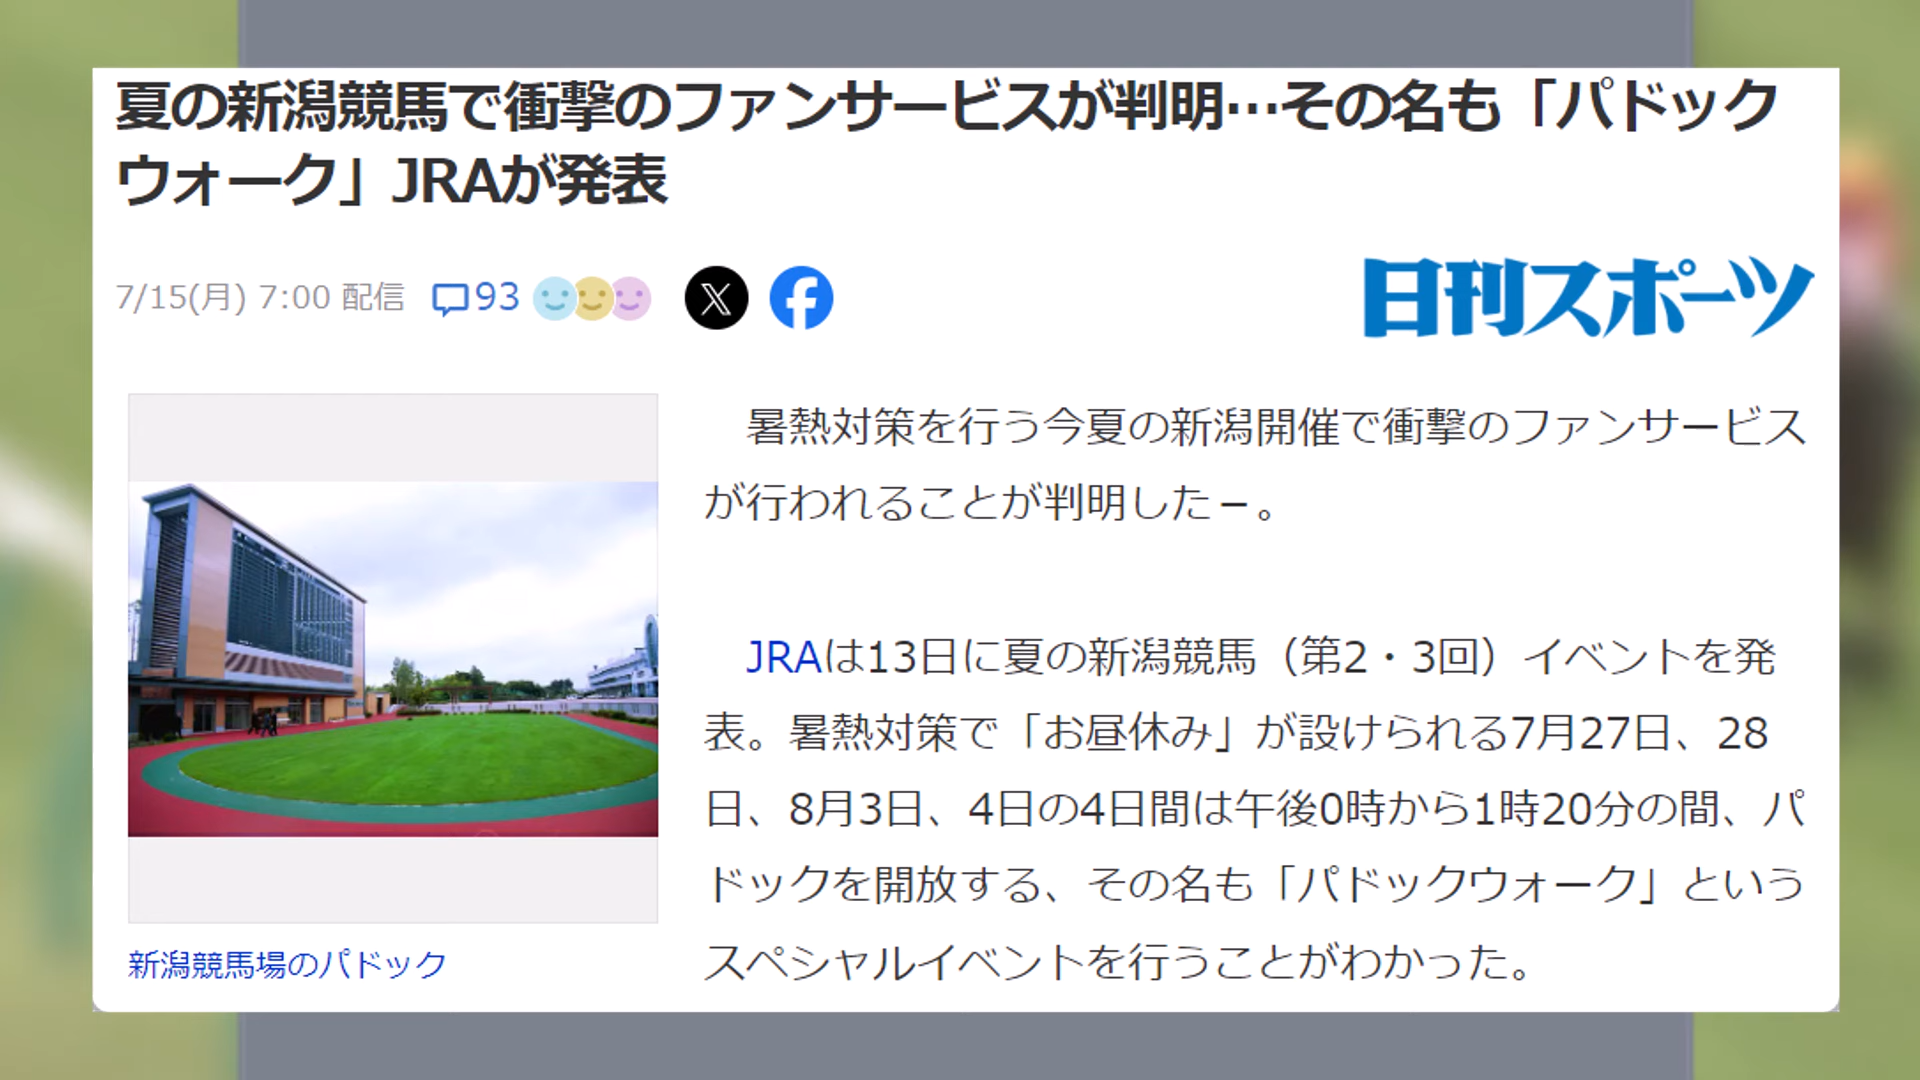 夏の新潟競馬で衝撃のファンサービスが判明…その名も「パドック
ウォーク」JRAが発表
7/15(月) 7:00 配信 93
日刊スポーツ
暑熱対策を行う今夏の新潟開催で衝撃のファンサービス
が行われることが判明した－。
JRAは13日に夏の新潟競馬（第2・3回）イベントを発
表。暑熱対策で「お昼休み」が設けられる7月27日、28
日、8月3日、4日の4日間は午後0時から1時20分の間、パ
ドックを開放する、その名も「パドックウォーク」という
スペシャルイベントを行うことがわかった。
新潟競馬場のパドック